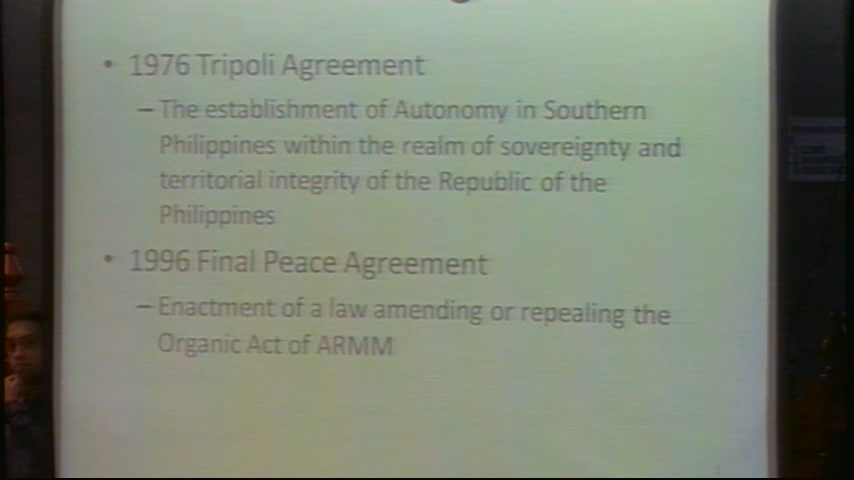 • 1976 Tripoli Agreement
– The establishment of Autonomy in Southern
Philippines within the realm of sovereignty and
territorial integrity of the Republic of the
Philippines
• 1996 Final Peace Agreement
– Enactment of a law amending or repealing the
Organic Act of ARMM